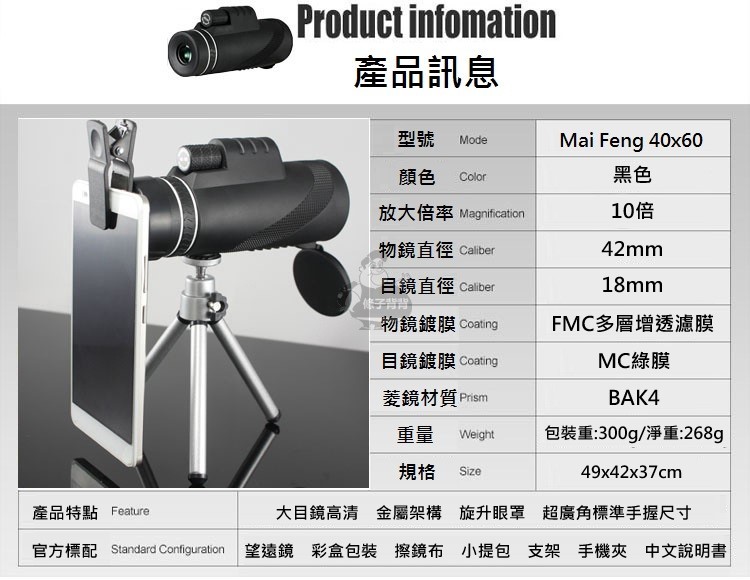 Product infomation
產品訊息
型號 Mode Mai Feng 40x60
顏色 Color 黑色
放大倍率 Magnification 10倍
物鏡直徑 Caliber 42mm
目鏡直徑 Caliber 18mm
物鏡鍍膜 Coating FMC多層增透濾膜
目鏡鍍膜 Coating MC綠膜
菱鏡材質 Prism BAK4
重量 Weight 包裝重:300g/淨重:268g
規格 Size 49x42x37cm
產品特點 Feature 大目鏡高清 金屬架構 旋升眼罩 超廣角標準手握尺寸
官方標配 Standard Configuration 望遠鏡 彩盒包裝 擦鏡布 小提包 支架 手機夾 中文說明書